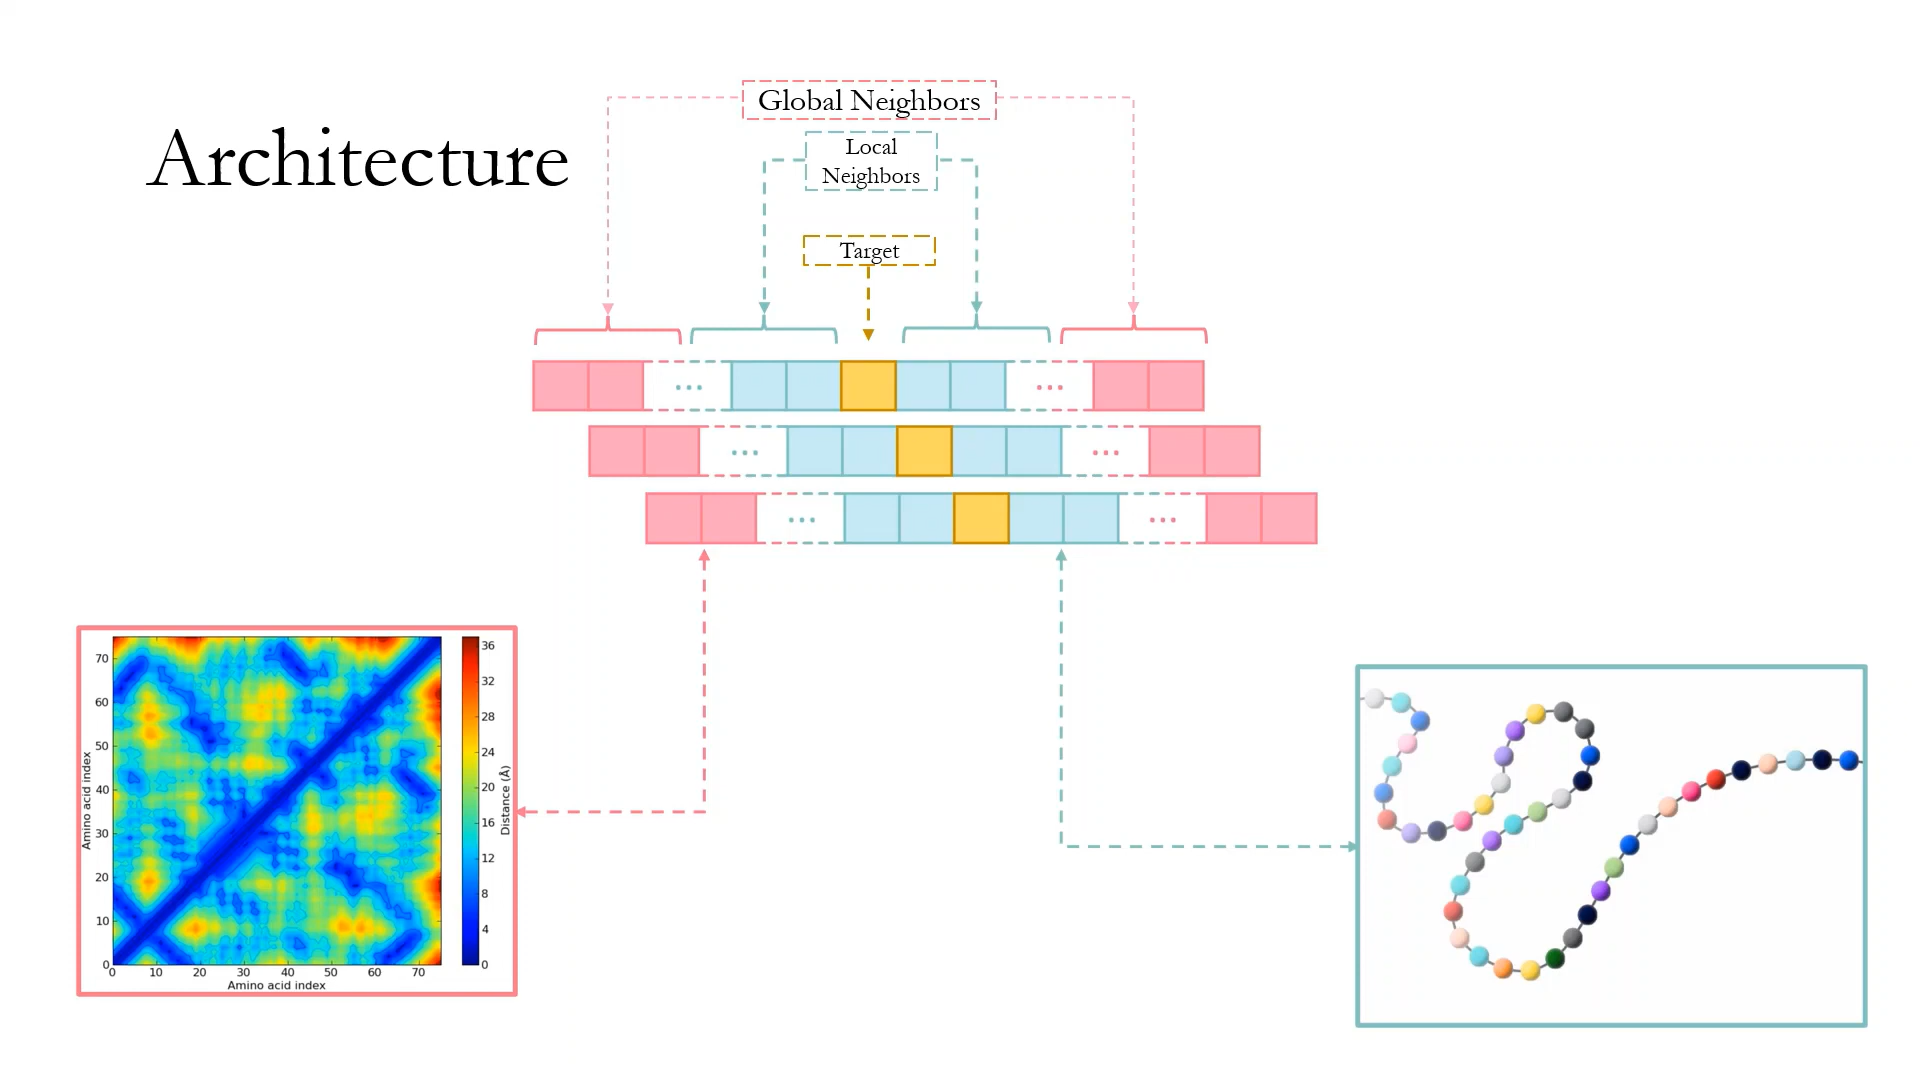 Architecture
Global Neighbors
Local
Neighbors
Target
...
...
...
...
...
...
Amino acid index
70
60
50
40
30
20
10
0
0 10 20 30 40 50 60 70
Amino acid index
36
32
28
24
20
16
12
8
4
0
Distance (Å)